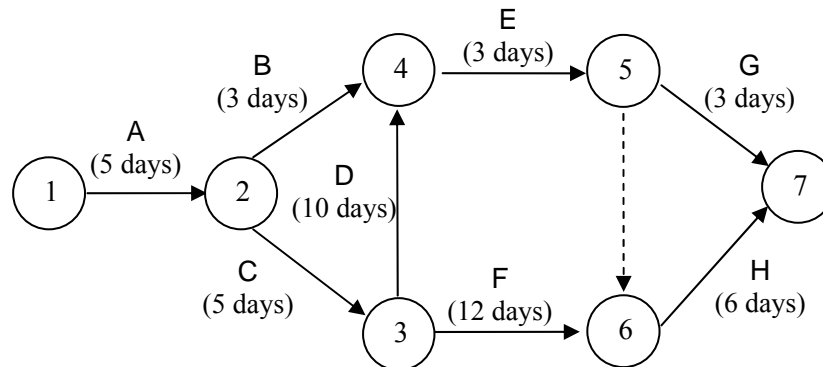 A
(5 days)
B
(3 days)
C
(5 days)
D
(10 days)
E
(3 days)
F
(12 days)
G
(3 days)
H
(6 days)
1
2
3
4
5
6
7